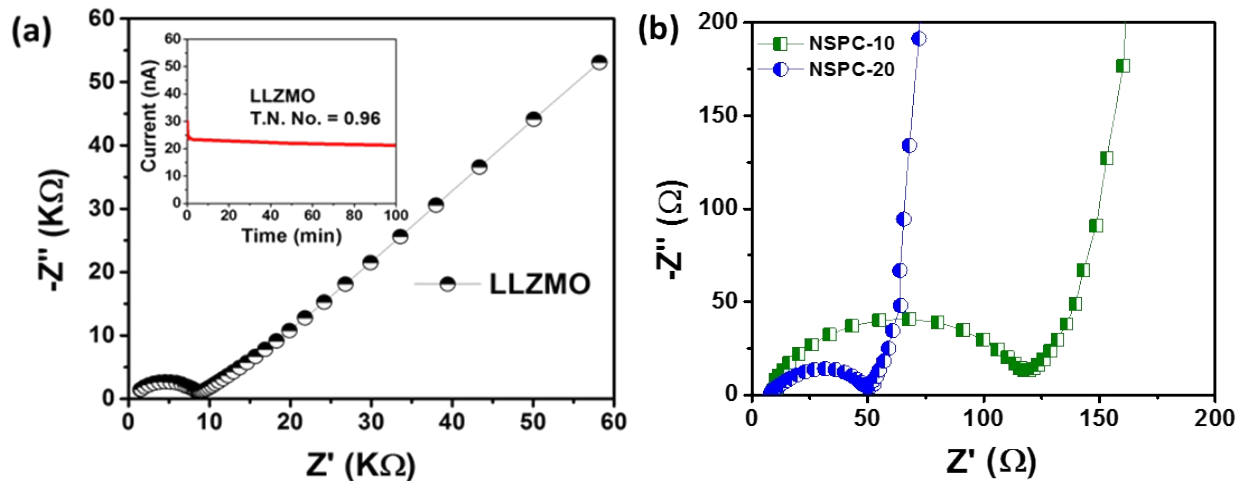 (a)
60
50
40
30
20
10
0
-Z'' (KΩ)
0 10 20 30 40 50 60
Z' (KΩ)
LLZMO
60
50
40
30
20
10
0
Current (nA)
LLZMO
T.N. No. = 0.96
0 20 40 60 80 100
Time (min)
(b)
NSPC-10
NSPC-20
200
150
100
50
0
-Z'' (Ω)
0 50 100 150 200
Z' (Ω)